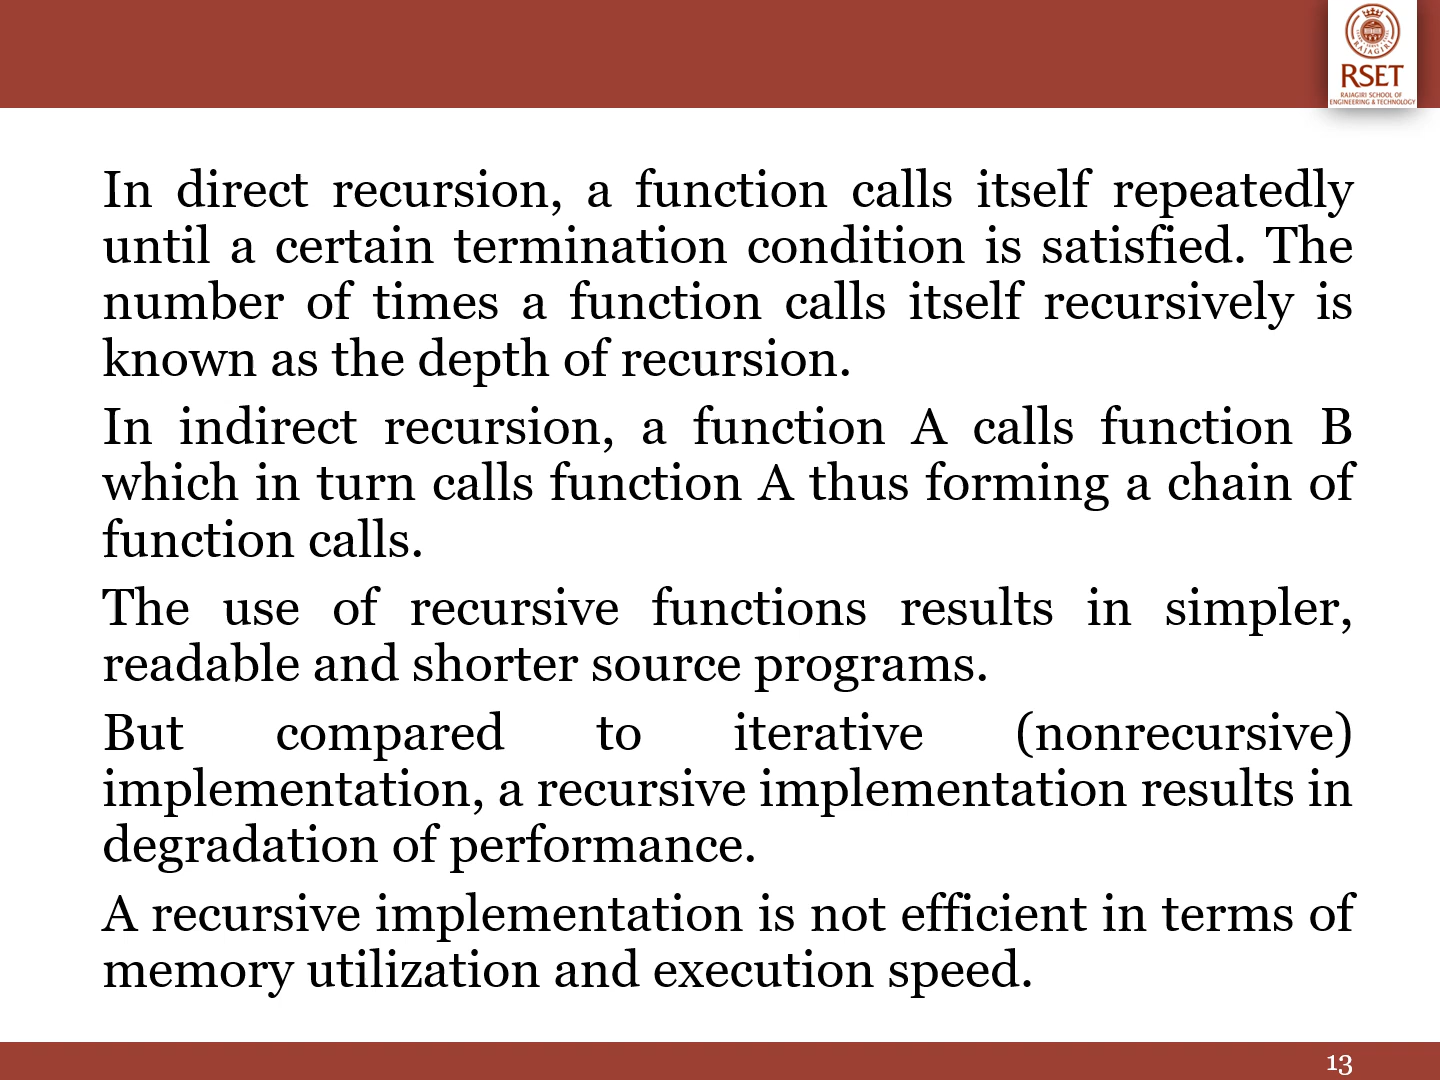 RAJAGIRI
RSET
RAJAGIRI SCHOOL OF
ENGINEERING & TECHNOLOGY
In direct recursion, a function calls itself repeatedly
until a certain termination condition is satisfied. The
number of times a function calls itself recursively is
known as the depth of recursion.
In indirect recursion, a function A calls function B
which in turn calls function A thus forming a chain of
function calls.
The use of recursive functions results in simpler,
readable and shorter source programs.
But compared to iterative (nonrecursive)
implementation, a recursive implementation results in
degradation of performance.
A recursive implementation is not efficient in terms of
memory utilization and execution speed.
13